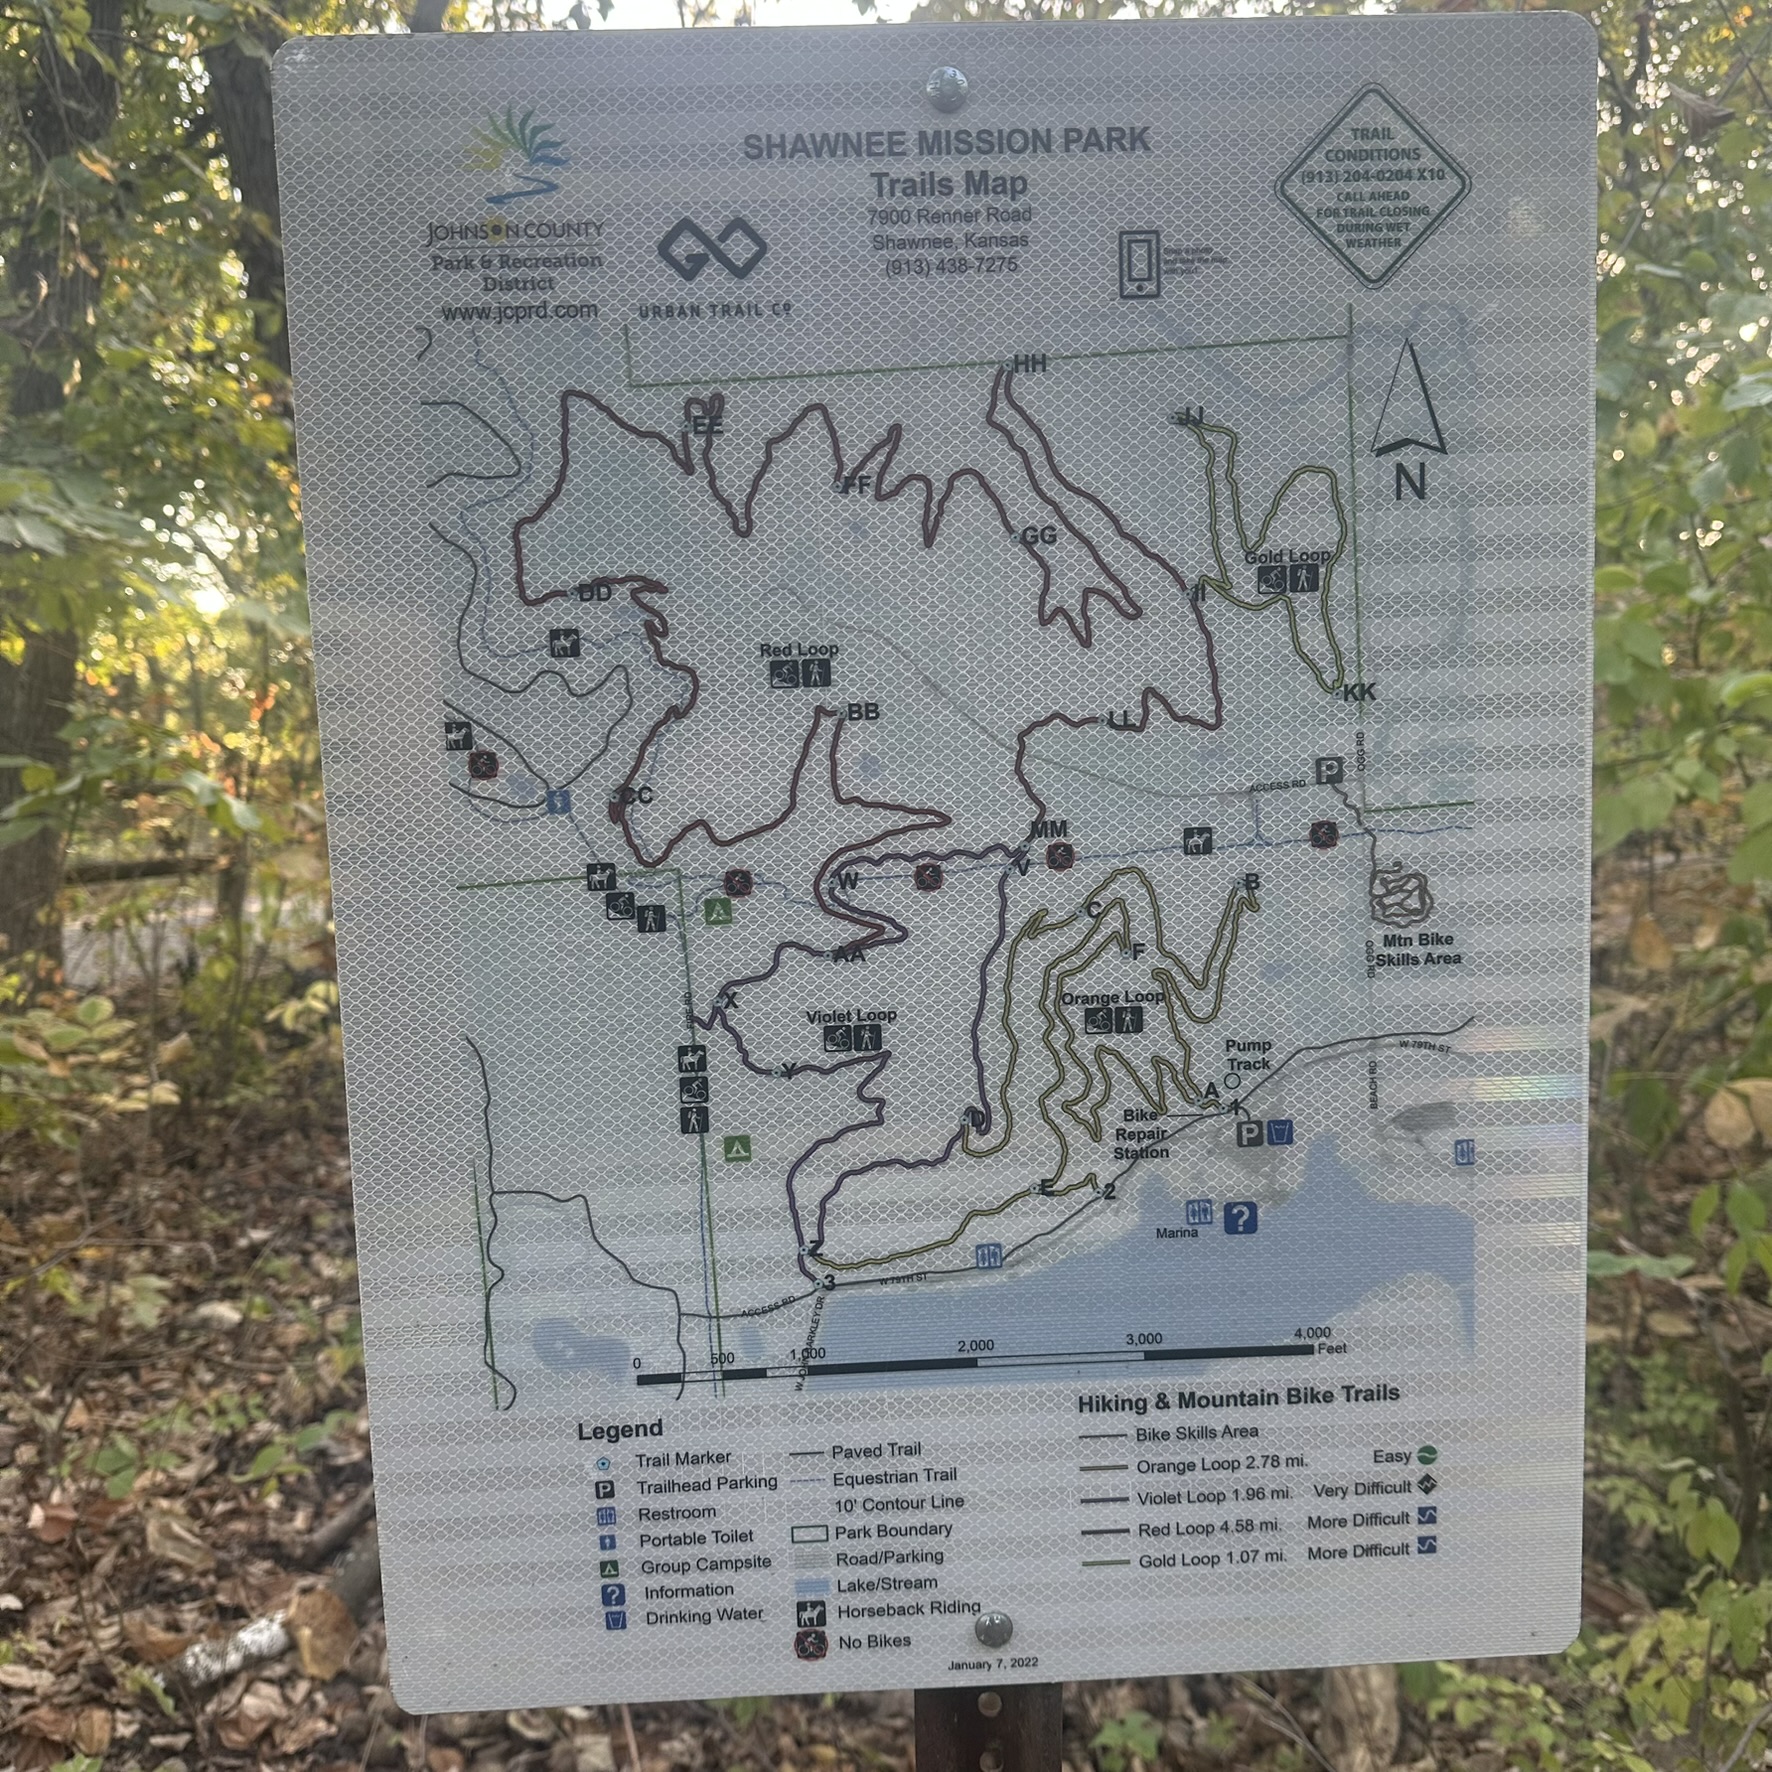 SHAWNEE MISSION PARK
Trails Map
7900 Renner Road
Shawnee, Kansas
(913) 438-7275
JOHNSON COUNTY
Park & Recreation
District
www.jcprd.com
URBAN TRAIL Cº
TRAIL
CONDITIONS
(913) 204-0204 X10
CALL AHEAD
FOR TRAIL CLOSING
DURING WET
WEATHER
HH
JJ
EE
FF
N
GG
Gold Loop
DD
II
Red Loop
KK
BB
LL
OGG RD
P
ACCESS RD
CC
MM
V
W
B
C
Mtn Bike
Skills Area
OGG RD
F
AA
X
Orange Loop
Violet Loop
Pump
Track
W 79TH ST
Y
A
1
BEACH RD
Bike
Repair
Station
P
D
E
2
Marina
?
Z
3
W 79TH ST
ACCESS RD
0
500
1,000
2,000
3,000
4,000
Feet
Legend
Trail Marker
P Trailhead Parking
Restroom
Portable Toilet
Group Campsite
? Information
Drinking Water
Paved Trail
Equestrian Trail
10' Contour Line
Park Boundary
Road/Parking
Lake/Stream
Horseback Riding
No Bikes
Hiking & Mountain Bike Trails
Bike Skills Area
Orange Loop 2.78 mi. Easy
Violet Loop 1.96 mi. Very Difficult
Red Loop 4.58 mi. More Difficult
Gold Loop 1.07 mi. More Difficult
January 7, 2022